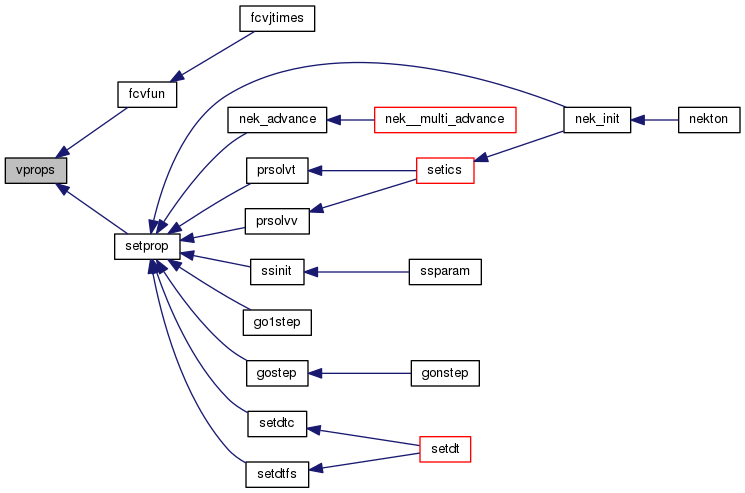 fcvjtimes
fcvfun
nek_advance
nek__multi_advance
nek_init
nekton
vprops
prsolvt
setics
prsolvv
setprop
ssinit
ssparam
go1step
gostep
gonstep
setdtc
setdt
setdtfs